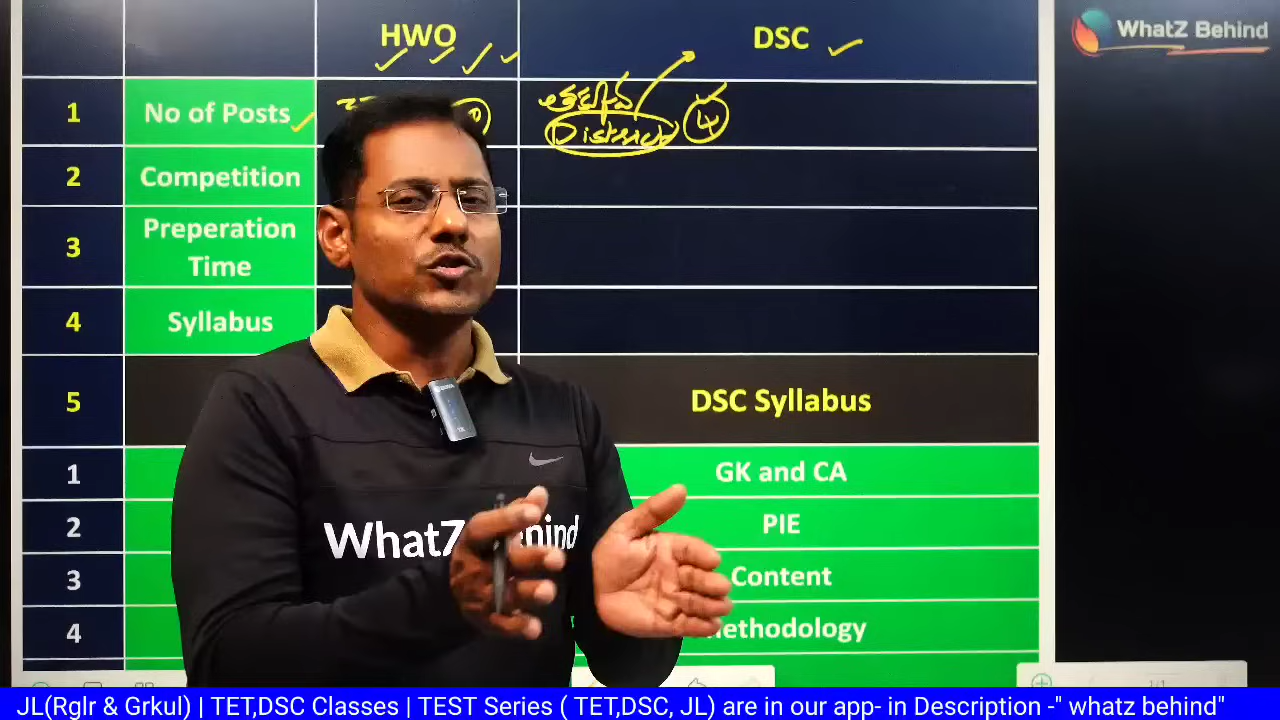 HWO
DSC
WhatZ Behind
1
No of Posts
District
4
2
Competition
3
Preperation
Time
4
Syllabus
5
DSC Syllabus
1
GK and CA
2
PIE
3
Content
4
WhatZ
JL(Rglr & Grkul) | TET,DSC Classes | TEST Series ( TET,DSC, JL) are in our app- in Description -" whatz behind"